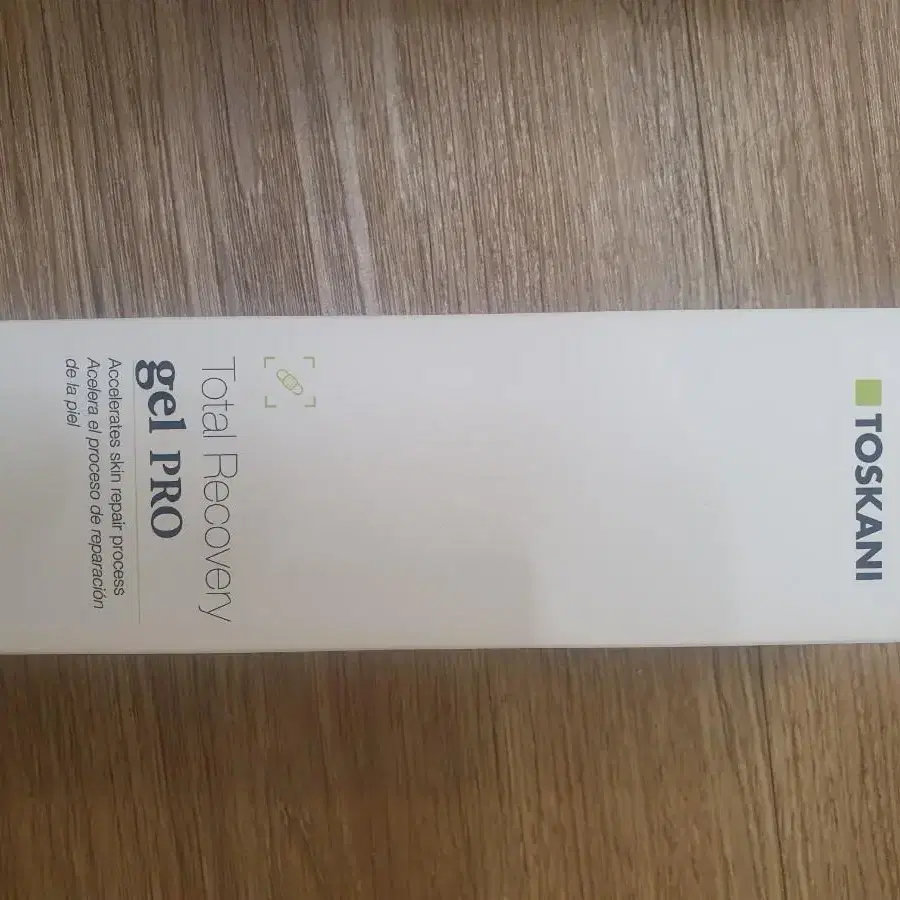 TOSKANI
Total Recovery
gel PRO
Accelerates skin repair process
Acelera el proceso de reparación
de la piel